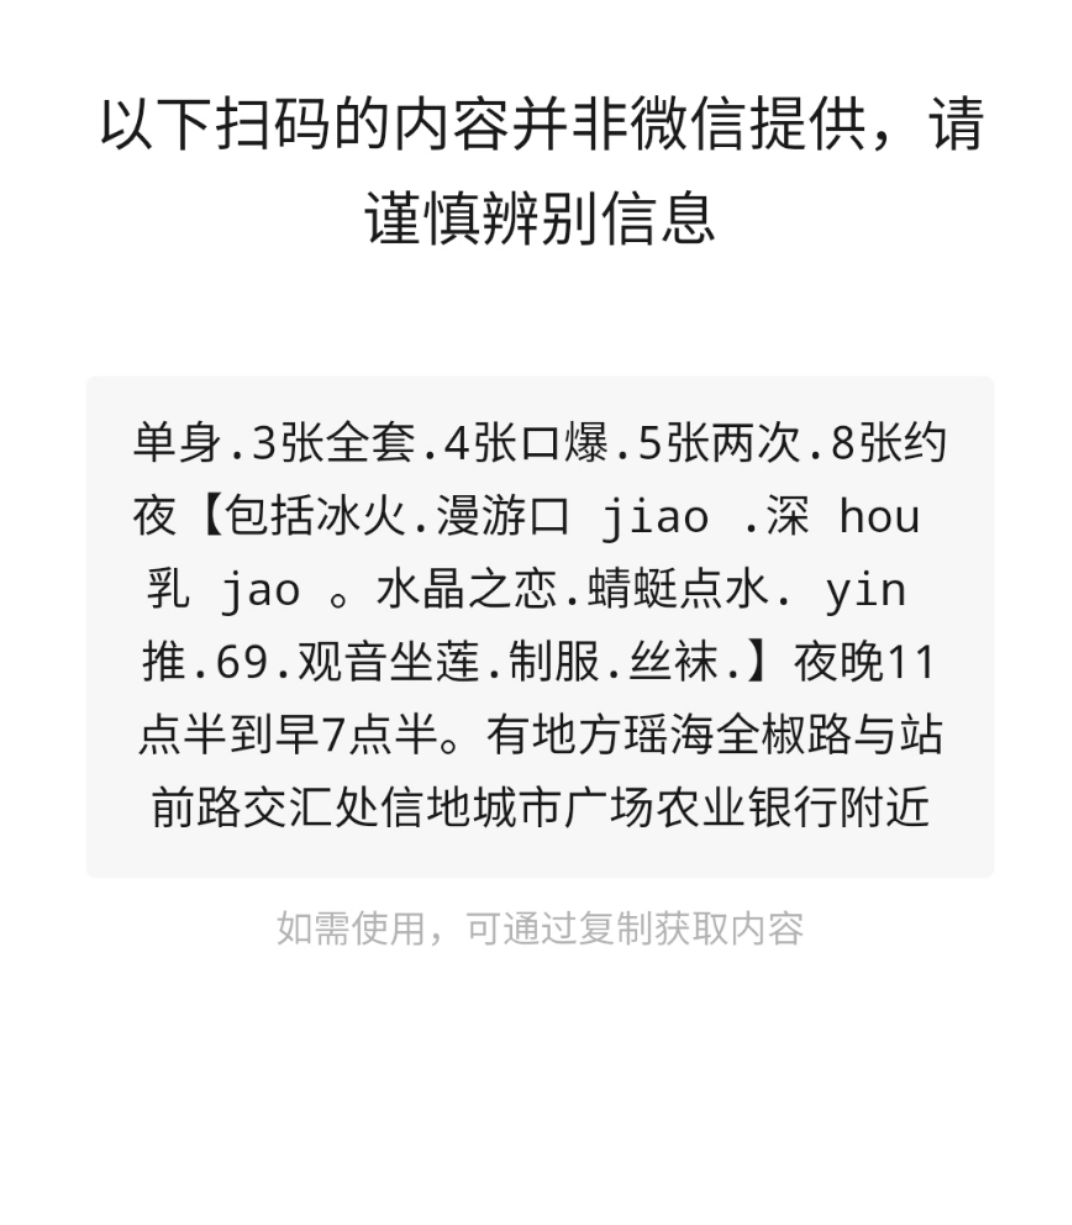 以下扫码的内容并非微信提供，请
谨慎辨别信息
单身.3张全套.4张口爆.5张两次.8张约
夜【包括冰火.漫游口 jiao .深 hou
乳 jao 。水晶之恋.蜻蜓点水. yin
推.69.观音坐莲.制服.丝袜.】夜晚11
点半到早7点半。有地方瑶海全椒路与站
前路交汇处信地城市广场农业银行附近
如需使用，可通过复制获取内容